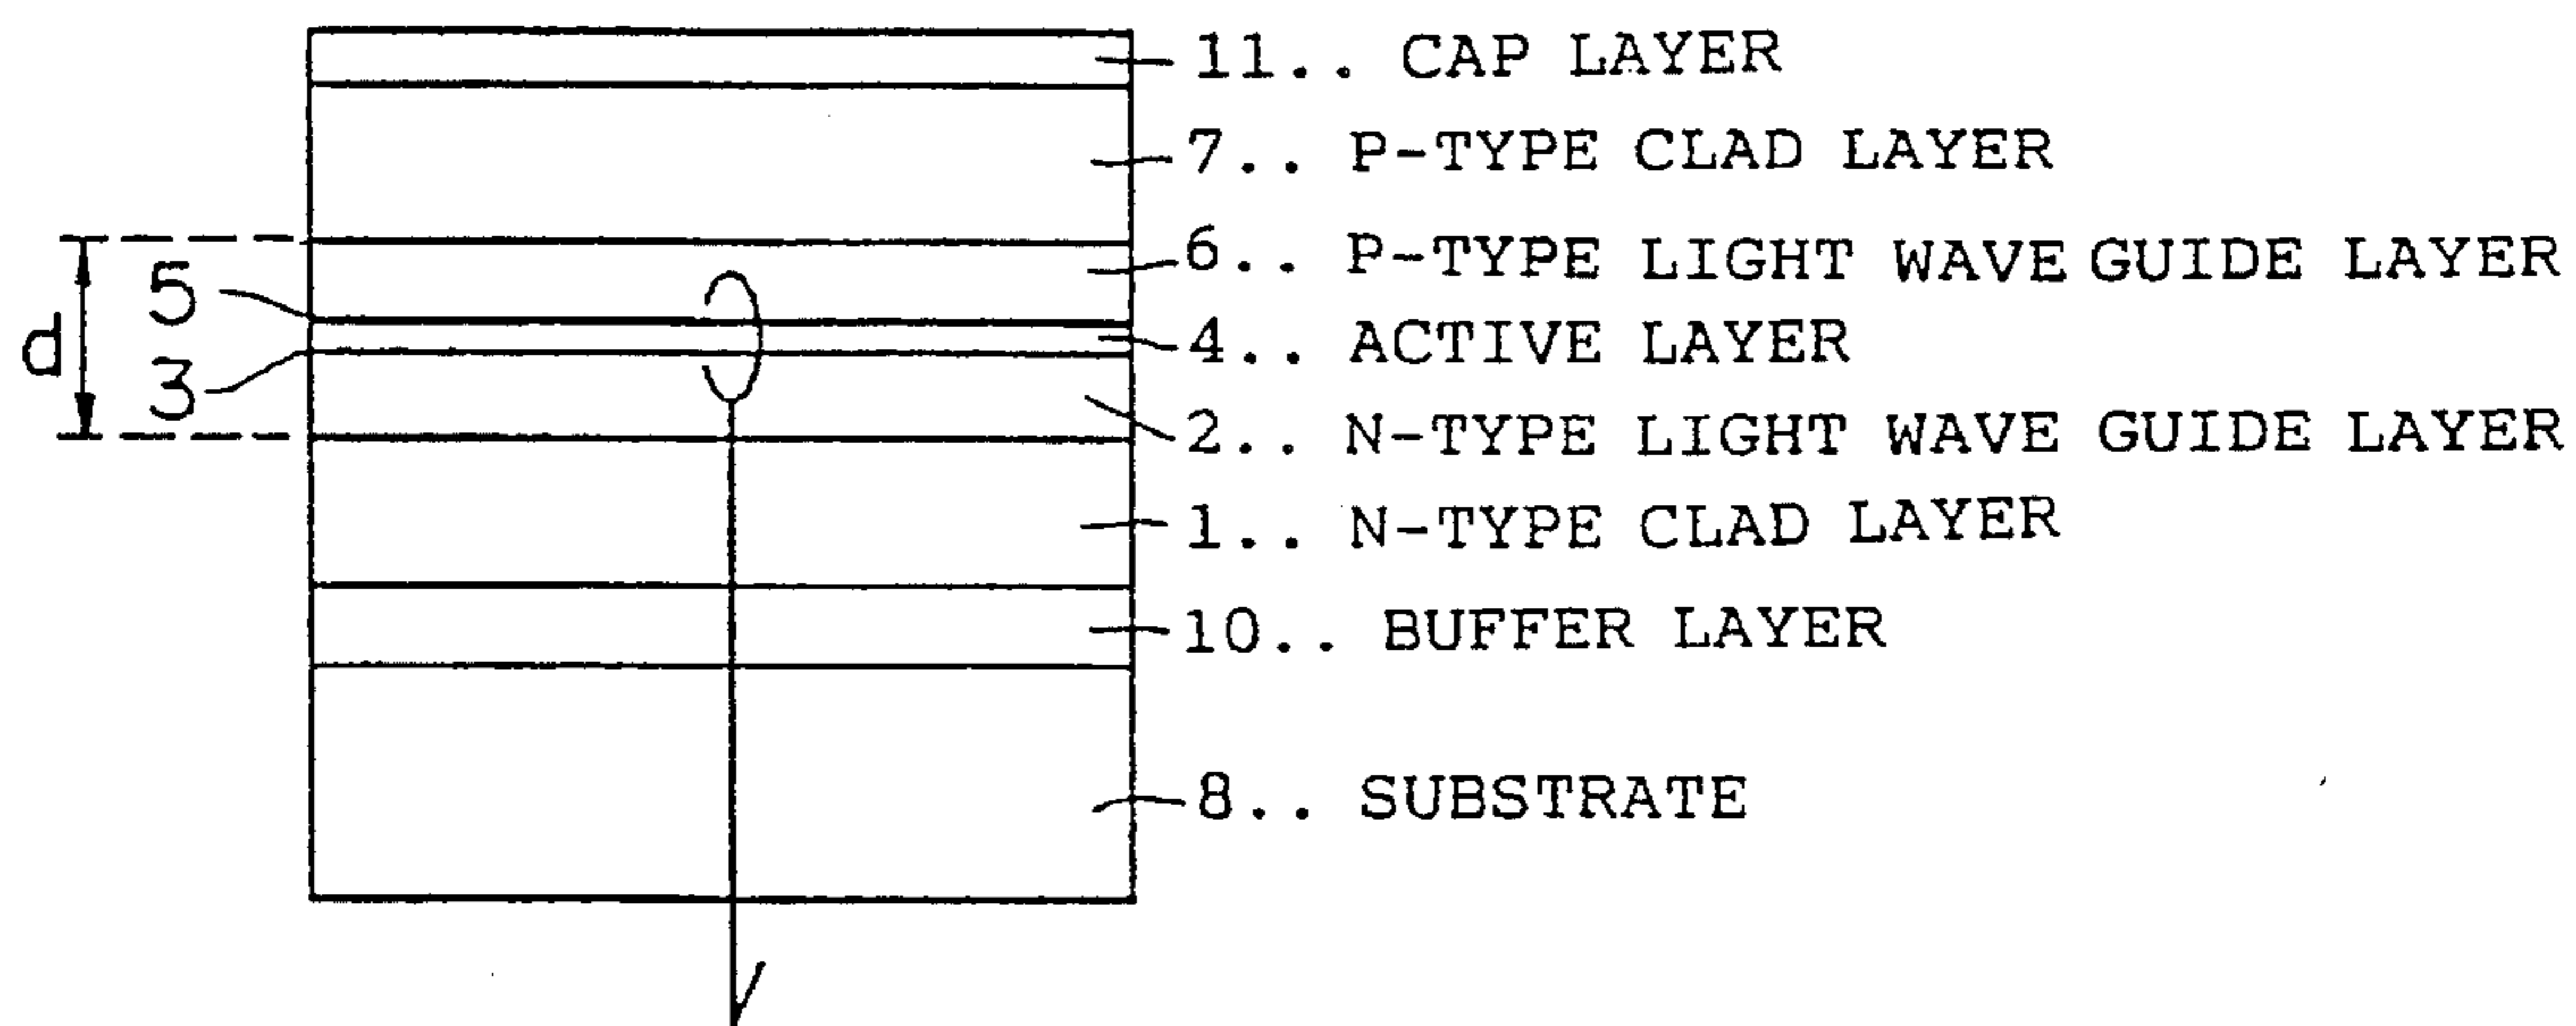 11.. CAP LAYER
7.. P-TYPE CLAD LAYER
6.. P-TYPE LIGHT WAVE GUIDE LAYER
5
4.. ACTIVE LAYER
d
3
2.. N-TYPE LIGHT WAVE GUIDE LAYER
1.. N-TYPE CLAD LAYER
10.. BUFFER LAYER
8.. SUBSTRATE